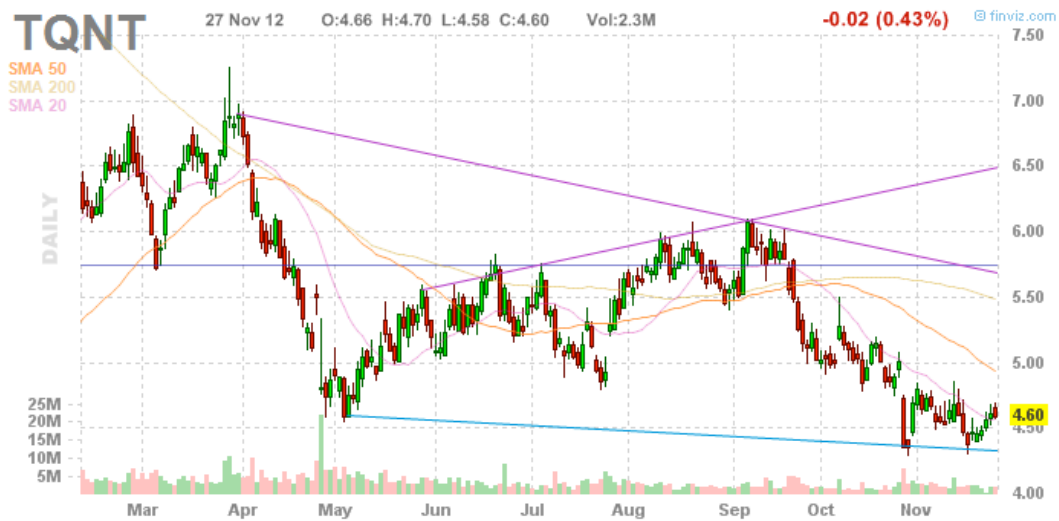 TQNT 27 Nov 12 O:4.66 H:4.70 L:4.58 C:4.60 Vol:2.3M -0.02 (0.43%) © finviz.com
7.50
SMA 50
SMA 200
SMA 20
7.00
6.50
DAILY
6.00
5.50
5.00
25M
4.60
20M
4.50
15M
10M
5M
4.00
Mar Apr May Jun Jul Aug Sep Oct Nov